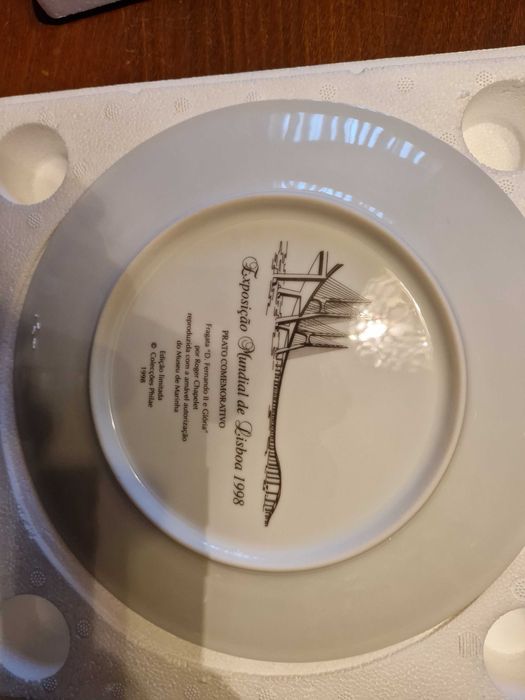 Exposição Mundial de Lisboa 1998
PRATO COMEMORATIVO
Fragata "D. Fernando II e Glória"
por Roger Chapelet
reproduzida com a amável autorização
do Museu de Marinha
Edição limitada
© Colecções Philae
1998